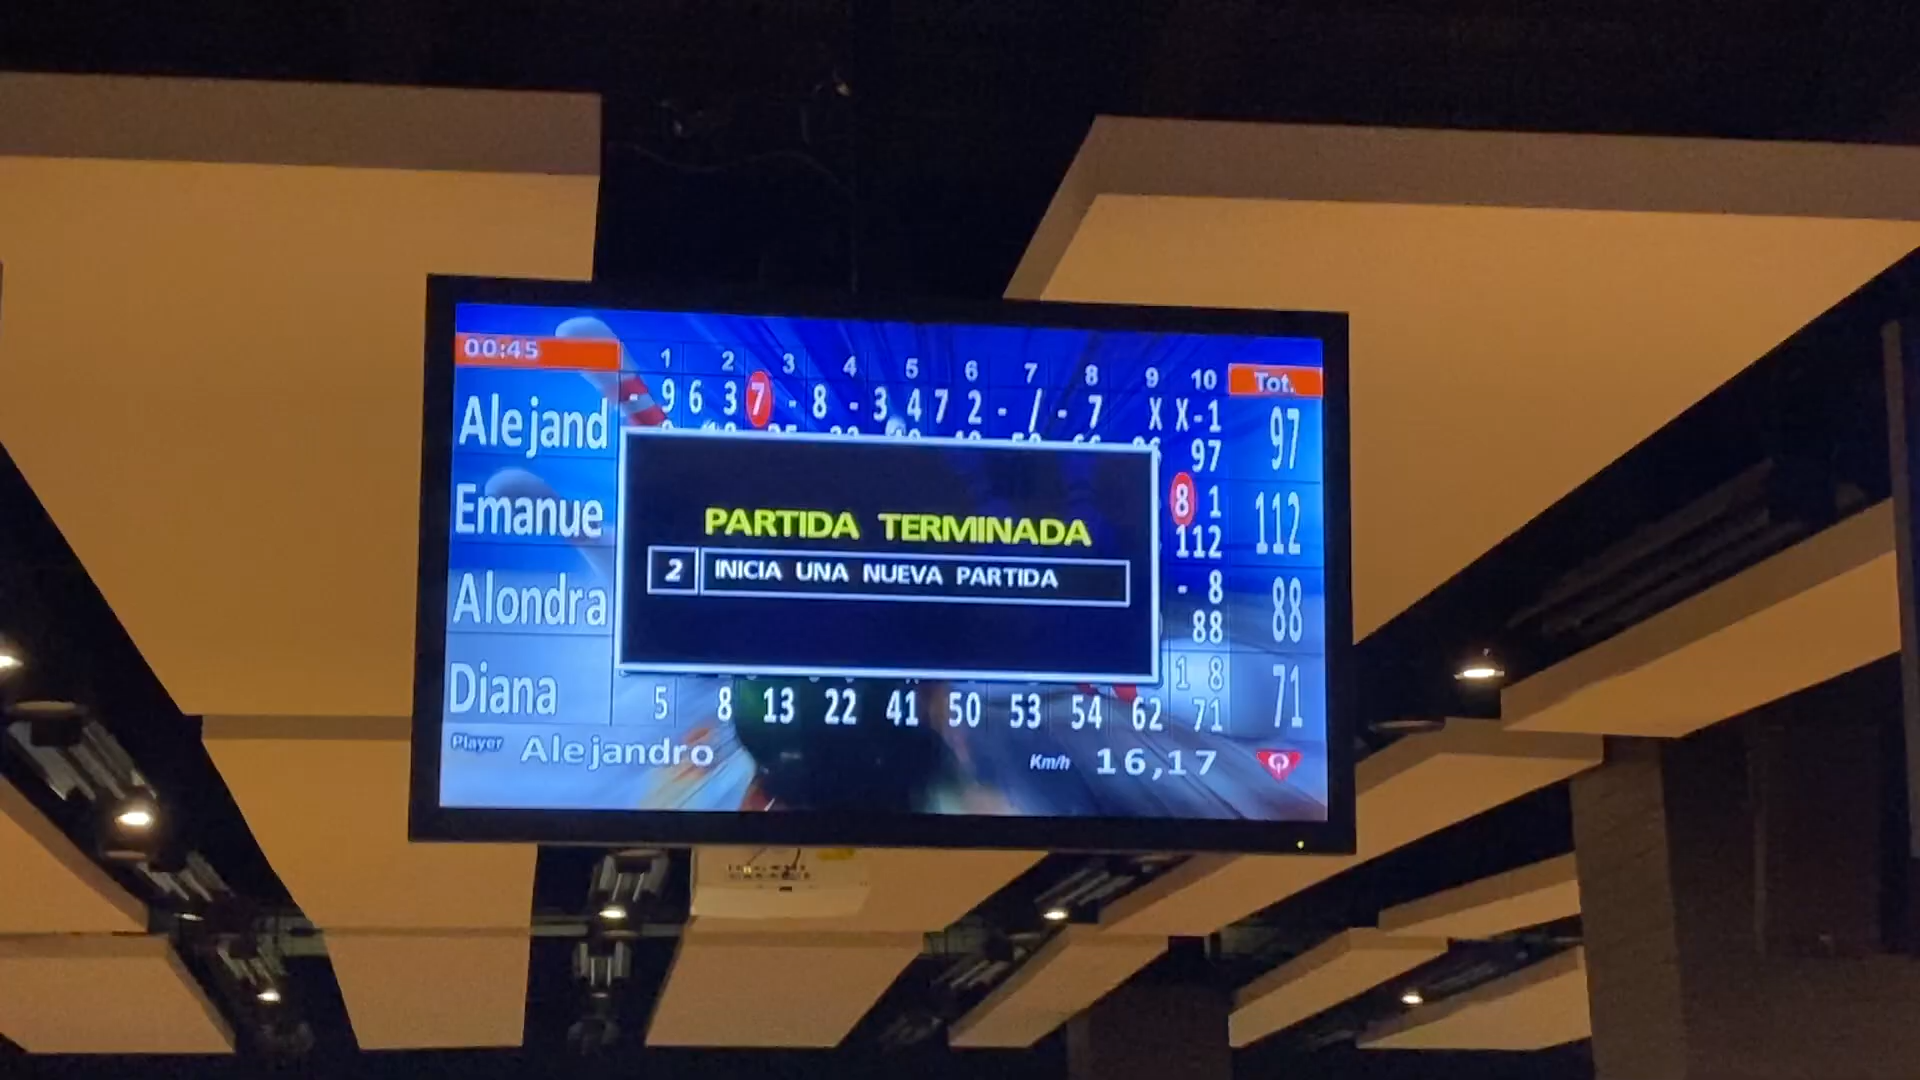 00:45 1 2 3 4 5 6 7 8 9 10 Tot.
Alejand - 9 6 3 7 - 8 - 3 4 7 2 - / - 7 X X - 1 97
97
Emanue 8 1 112
112
PARTIDA TERMINADA
2 INICIA UNA NUEVA PARTIDA
Alondra - 8 88
88
Diana 1 8 71
5 8 13 22 41 50 53 54 62 71
Player Alejandro Km/h 16,17